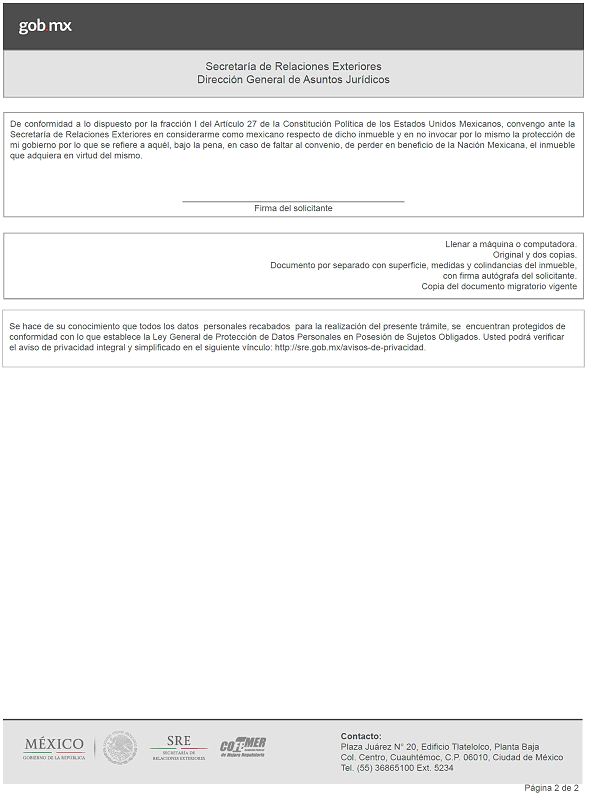 gob.mx
Secretaría de Relaciones Exteriores
Dirección General de Asuntos Jurídicos
De conformidad a lo dispuesto por la fracción I del Artículo 27 de la Constitución Política de los Estados Unidos Mexicanos, convengo ante la
Secretaría de Relaciones Exteriores en considerarme como mexicano respecto de dicho inmueble y en no invocar por lo mismo la protección de
mi gobierno por lo que se refiere a aquél, bajo la pena, en caso de faltar al convenio, de perder en beneficio de la Nación Mexicana, el inmueble
que adquiera en virtud del mismo.
Firma del solicitante
Llenar a máquina o computadora.
Original y dos copias.
Documento por separado con superficie, medidas y colindancias del inmueble,
con firma autógrafa del solicitante.
Copia del documento migratorio vigente
Se hace de su conocimiento que todos los datos personales recabados para la realización del presente trámite, se encuentran protegidos de
conformidad con lo que establece la Ley General de Protección de Datos Personales en Posesión de Sujetos Obligados. Usted podrá verificar
el aviso de privacidad integral y simplificado en el siguiente vínculo: http://sre.gob.mx/avisos-de-privacidad.
MÉXICO
GOBIERNO DE LA REPÚBLICA
SRE
SECRETARÍA DE
RELACIONES EXTERIORES
COFEMER
de Mejora Regulatoria
Contacto:
Plaza Juárez N° 20, Edificio Tlatelolco, Planta Baja
Col. Centro, Cuauhtémoc, C.P. 06010, Ciudad de México
Tel. (55) 36865100 Ext. 5234
Página 2 de 2